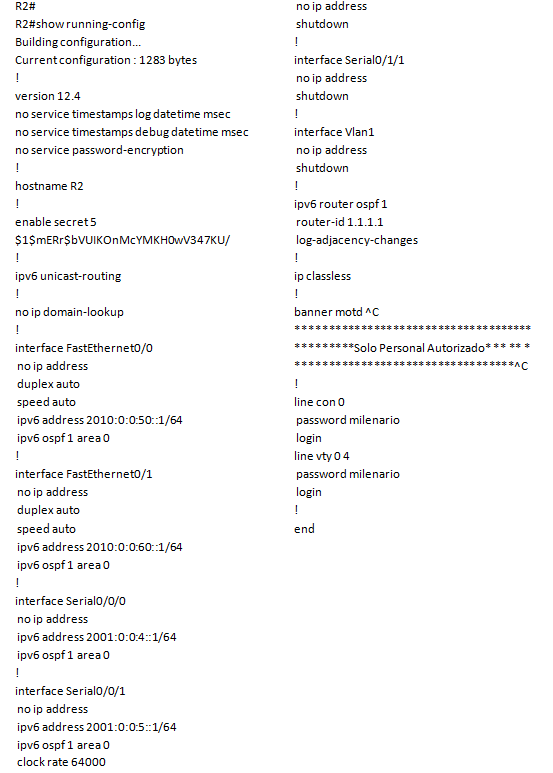 R2#
R2#show running-config
Building configuration...
Current configuration : 1283 bytes
!
version 12.4
no service timestamps log datetime msec
no service timestamps debug datetime msec
no service password-encryption
!
hostname R2
!
enable secret 5
$1$mERr$bVUIKOnMcYMKH0wV347KU/
!
ipv6 unicast-routing
!
no ip domain-lookup
!
interface FastEthernet0/0
no ip address
duplex auto
speed auto
ipv6 address 2010:0:0:50::1/64
ipv6 ospf 1 area 0
!
interface FastEthernet0/1
no ip address
duplex auto
speed auto
ipv6 address 2010:0:0:60::1/64
ipv6 ospf 1 area 0
!
interface Serial0/0/0
no ip address
ipv6 address 2001:0:0:4::1/64
ipv6 ospf 1 area 0
!
interface Serial0/0/1
no ip address
ipv6 address 2001:0:0:5::1/64
ipv6 ospf 1 area 0
clock rate 64000
no ip address
shutdown
!
interface Serial0/1/1
no ip address
shutdown
!
interface Vlan1
no ip address
shutdown
!
ipv6 router ospf 1
router-id 1.1.1.1
log-adjacency-changes
!
ip classless
!
banner motd ^C
*************************************
*********Solo Personal Autorizado* ** ** *
**********************************^C
!
line con 0
password milenario
login
line vty 0 4
password milenario
login
!
end